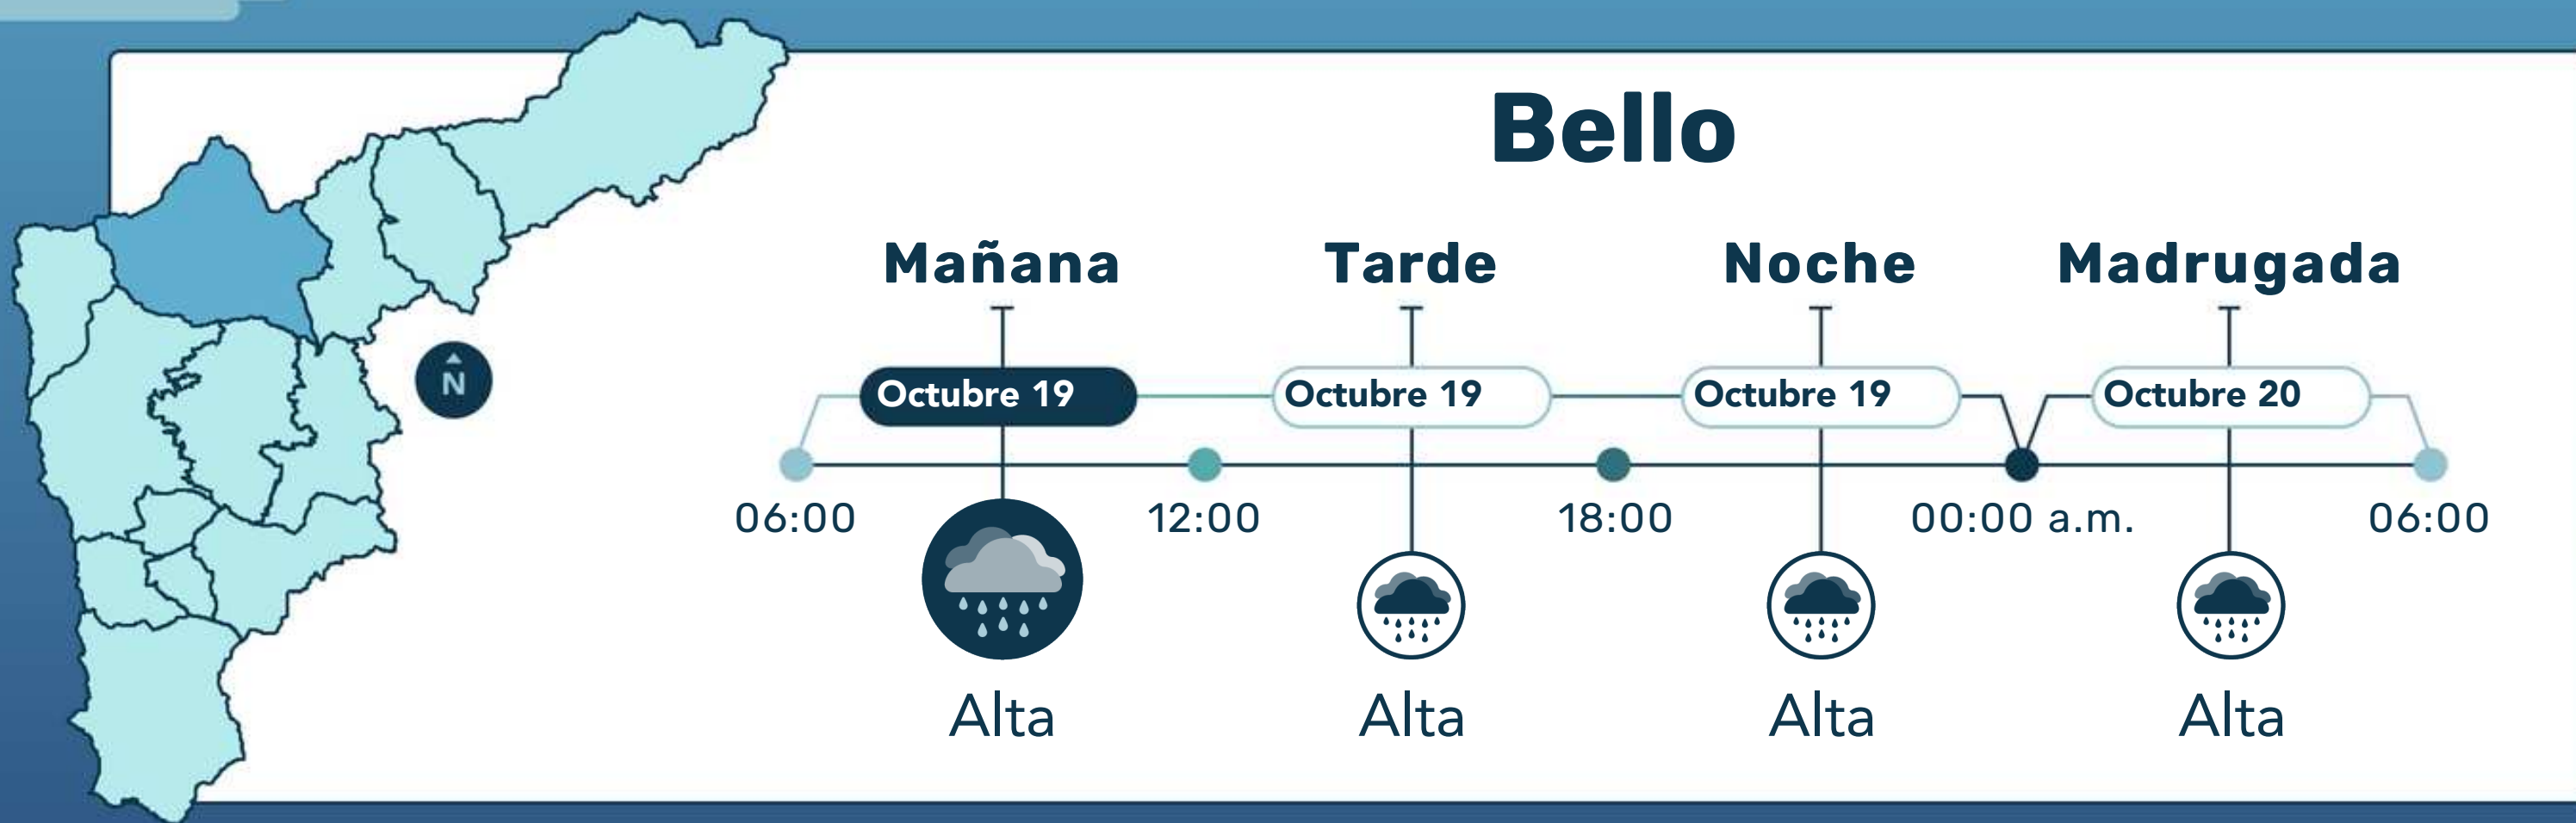 Bello
Mañana Tarde Noche Madrugada
N
Octubre 19 Octubre 19 Octubre 19 Octubre 20
06:00 12:00 18:00 00:00 a.m. 06:00
Alta Alta Alta Alta